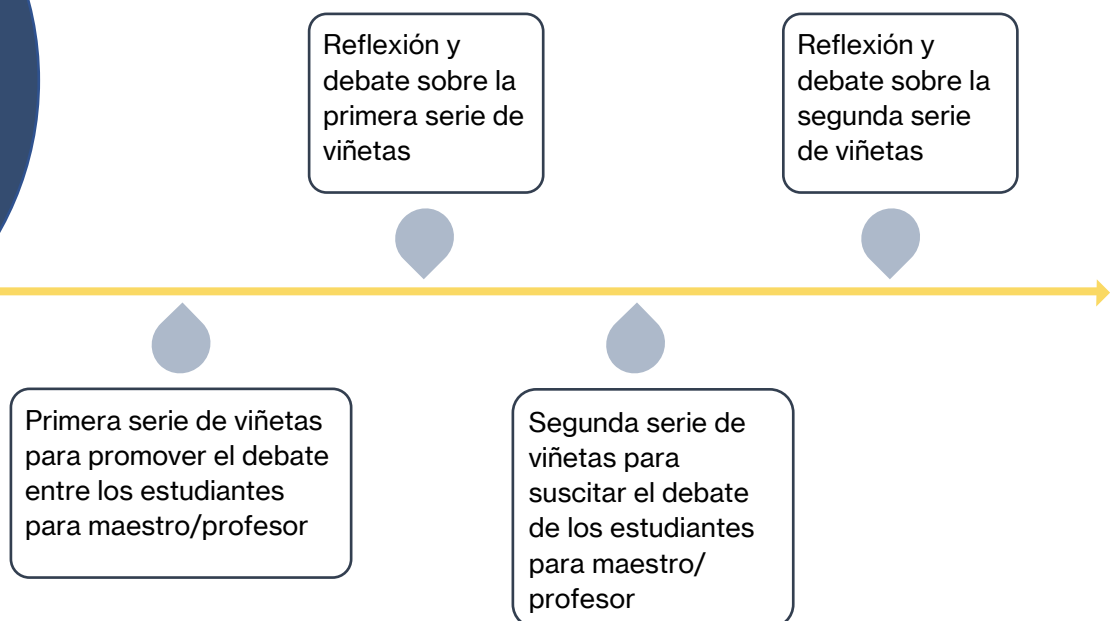 Reflexión y
debate sobre la
primera serie de
viñetas
Reflexión y
debate sobre la
segunda serie
de viñetas
Primera serie de viñetas
para promover el debate
entre los estudiantes
para maestro/profesor
Segunda serie de
viñetas para
suscitar el debate
de los estudiantes
para maestro/
profesor